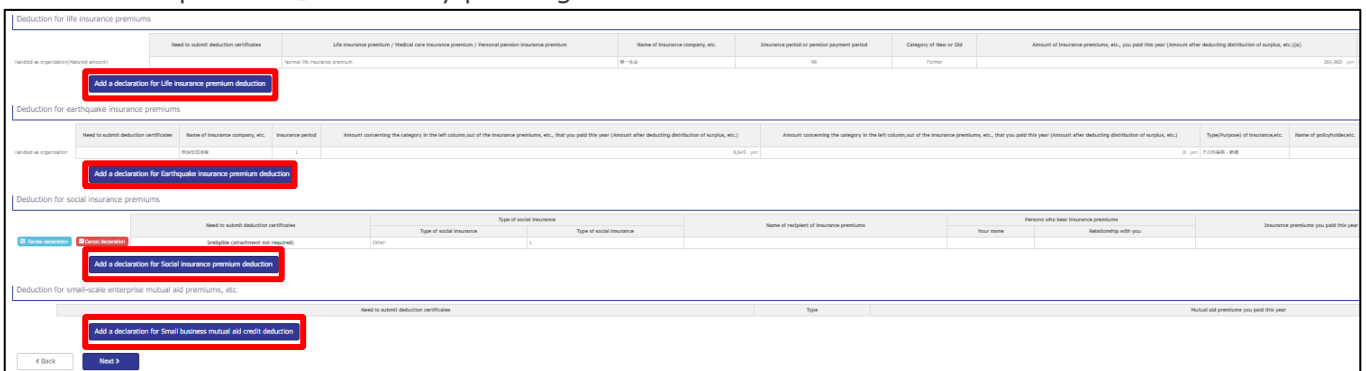 Deduction for life insurance premiums
Need to submit deduction certificates Life insurance premium / Medical care insurance premium / Personal pension insurance premium Name of insurance company, etc. Insurance period or pension payment period Category of New or Old Amount of insurance premiums, etc., you paid this year (Amount after deducting distribution of surplus, etc.)(a)
Handled as organization(Matured amount) Normal life insurance premium 99 Former 264,960 yen
Add a declaration for Life insurance premium deduction
Deduction for earthquake insurance premiums
Need to submit deduction certificates Name of insurance company, etc. Insurance period Amount concerning the category in the left column,out of the insurance premiums, etc., that you paid this year (Amount after deducting distribution of surplus, etc.) Amount concerning the category in the left column,out of the insurance premiums, etc., that you paid this year (Amount after deducting distribution of surplus, etc.) Type(Purpose) of insurance,etc. Name of policyholder,etc.
Handled as organization 1 9,645 yen 0 yen
Add a declaration for Earthquake insurance premium deduction
Deduction for social insurance premiums
Need to submit deduction certificates Type of social insurance Name of recipient of insurance premiums Persons who bear insurance premiums Insurance premiums you paid this year
Type of social insurance Type of social insurance Your name Relationship with you
Revise declaration Cancel declaration Ineligible (attachment not required) Other 1
Add a declaration for Social insurance premium deduction
Deduction for small-scale enterprise mutual aid premiums, etc
Need to submit deduction certificates Type Mutual aid premiums you paid this year
Add a declaration for Small business mutual aid credit deduction
Back Next